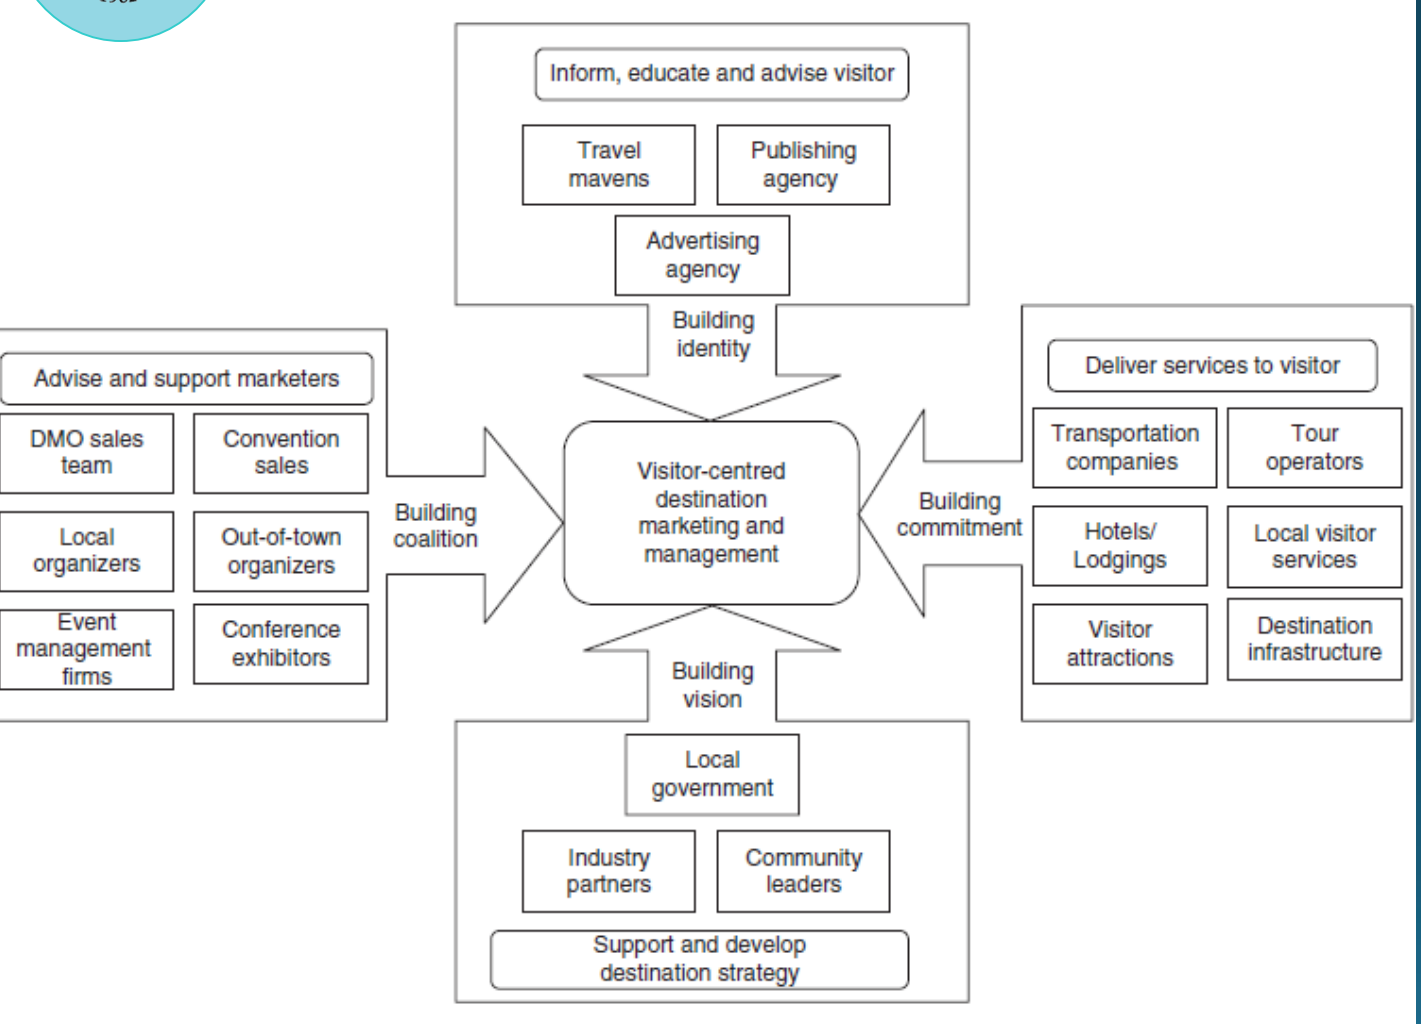 Inform, educate and advise visitor
Travel
mavens
Publishing
agency
Advertising
agency
Building
identity
Advise and support marketers
DMO sales
team
Convention
sales
Local
organizers
Out-of-town
organizers
Event
management
firms
Conference
exhibitors
Building
coalition
Visitor-centred
destination
marketing and
management
Building
commitment
Deliver services to visitor
Transportation
companies
Tour
operators
Hotels/
Lodgings
Local visitor
services
Visitor
attractions
Destination
infrastructure
Building
vision
Local
government
Industry
partners
Community
leaders
Support and develop
destination strategy